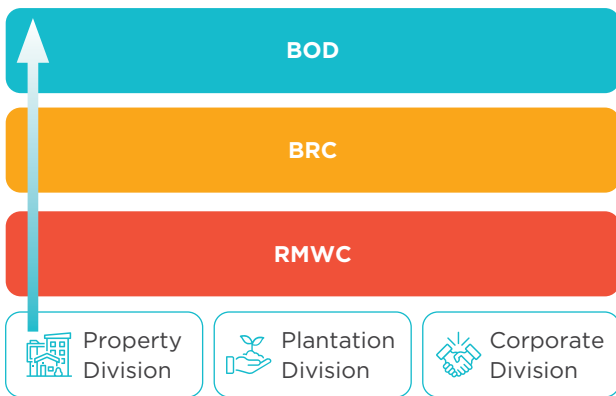 BOD
BRC
RMWC
Property
Division
Plantation
Division
Corporate
Division